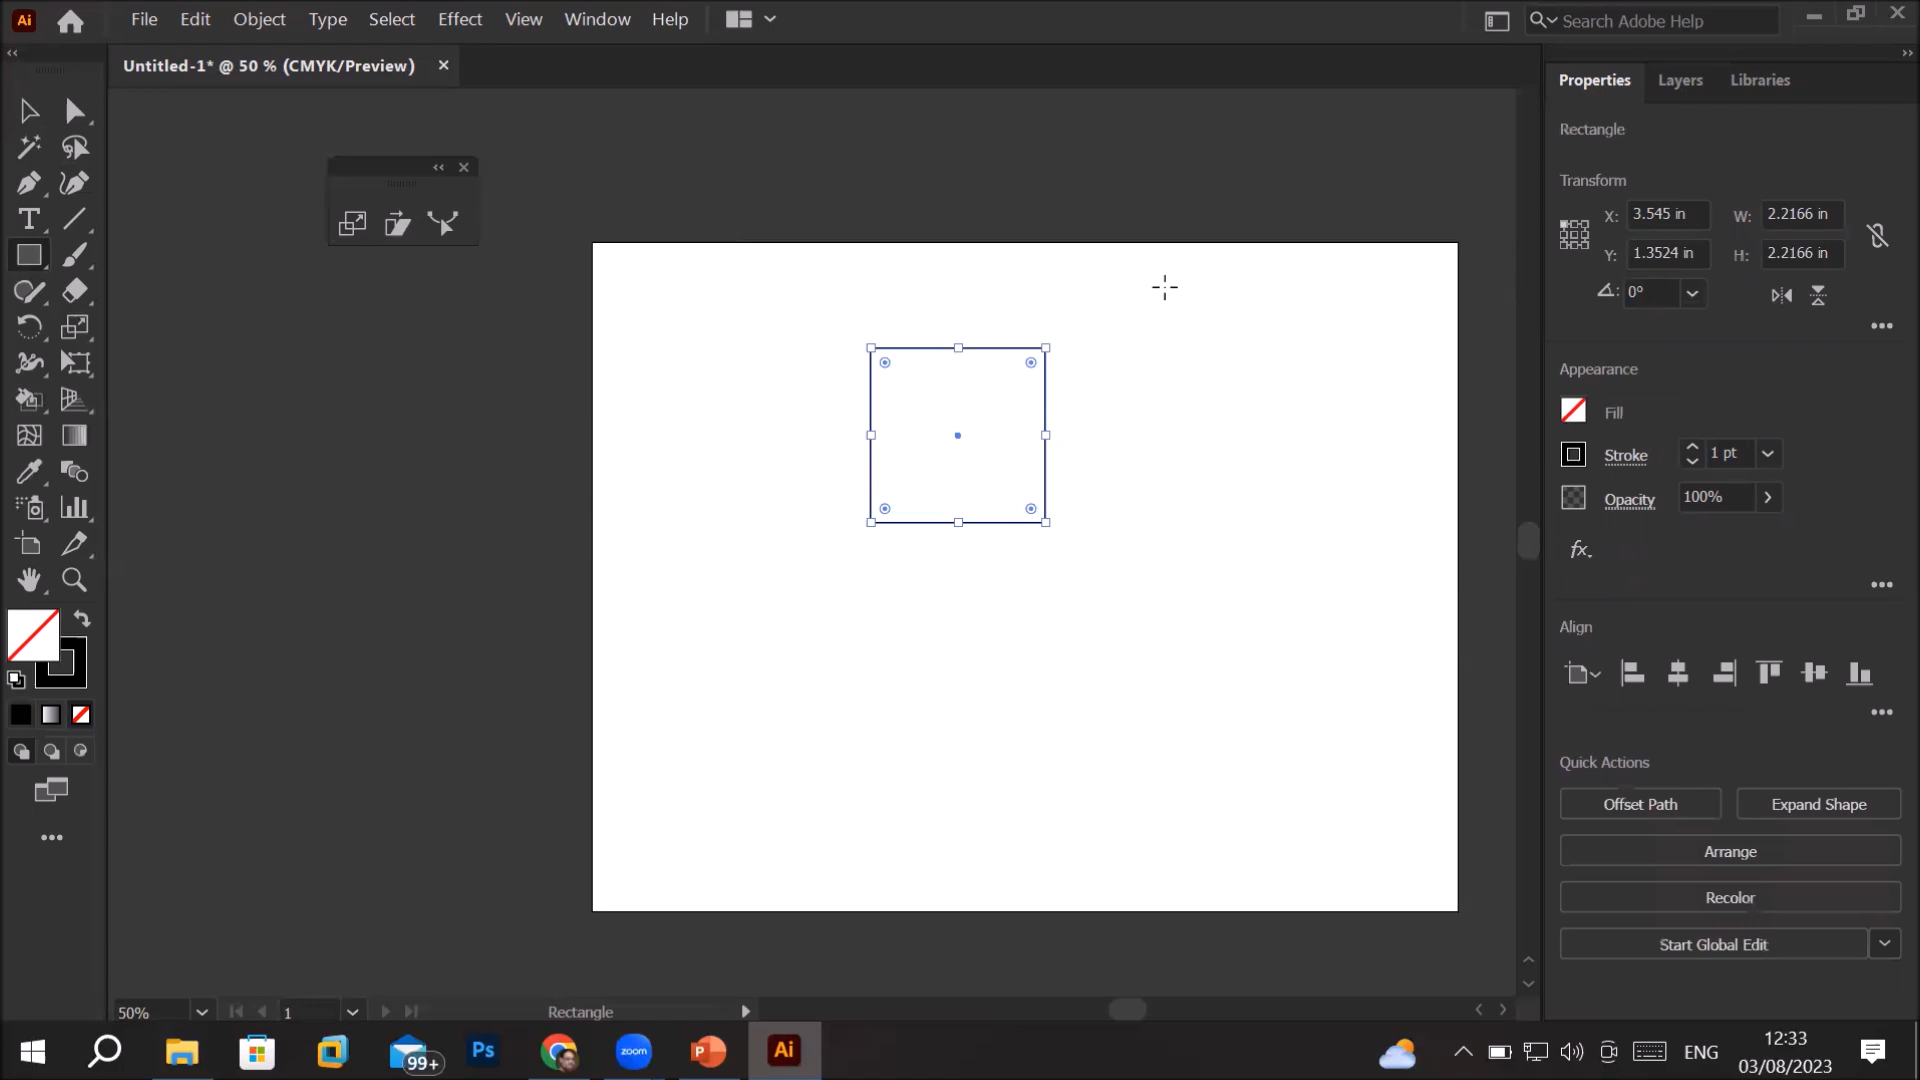 Ai File Edit Object Type Select Effect View Window Help Search Adobe Help
Untitled-1* @ 50 % (CMYK/Preview)
Properties Layers Libraries
Rectangle
Transform
X: 3.545 in W: 2.2166 in
Y: 1.3524 in H: 2.2166 in
0°
Appearance
Fill
Stroke 1 pt
Opacity 100%
fx
Align
Quick Actions
Offset Path Expand Shape
Arrange
Recolor
Start Global Edit
50% 1 Rectangle
99+ Ps zoom P Ai ENG
12:33
03/08/2023